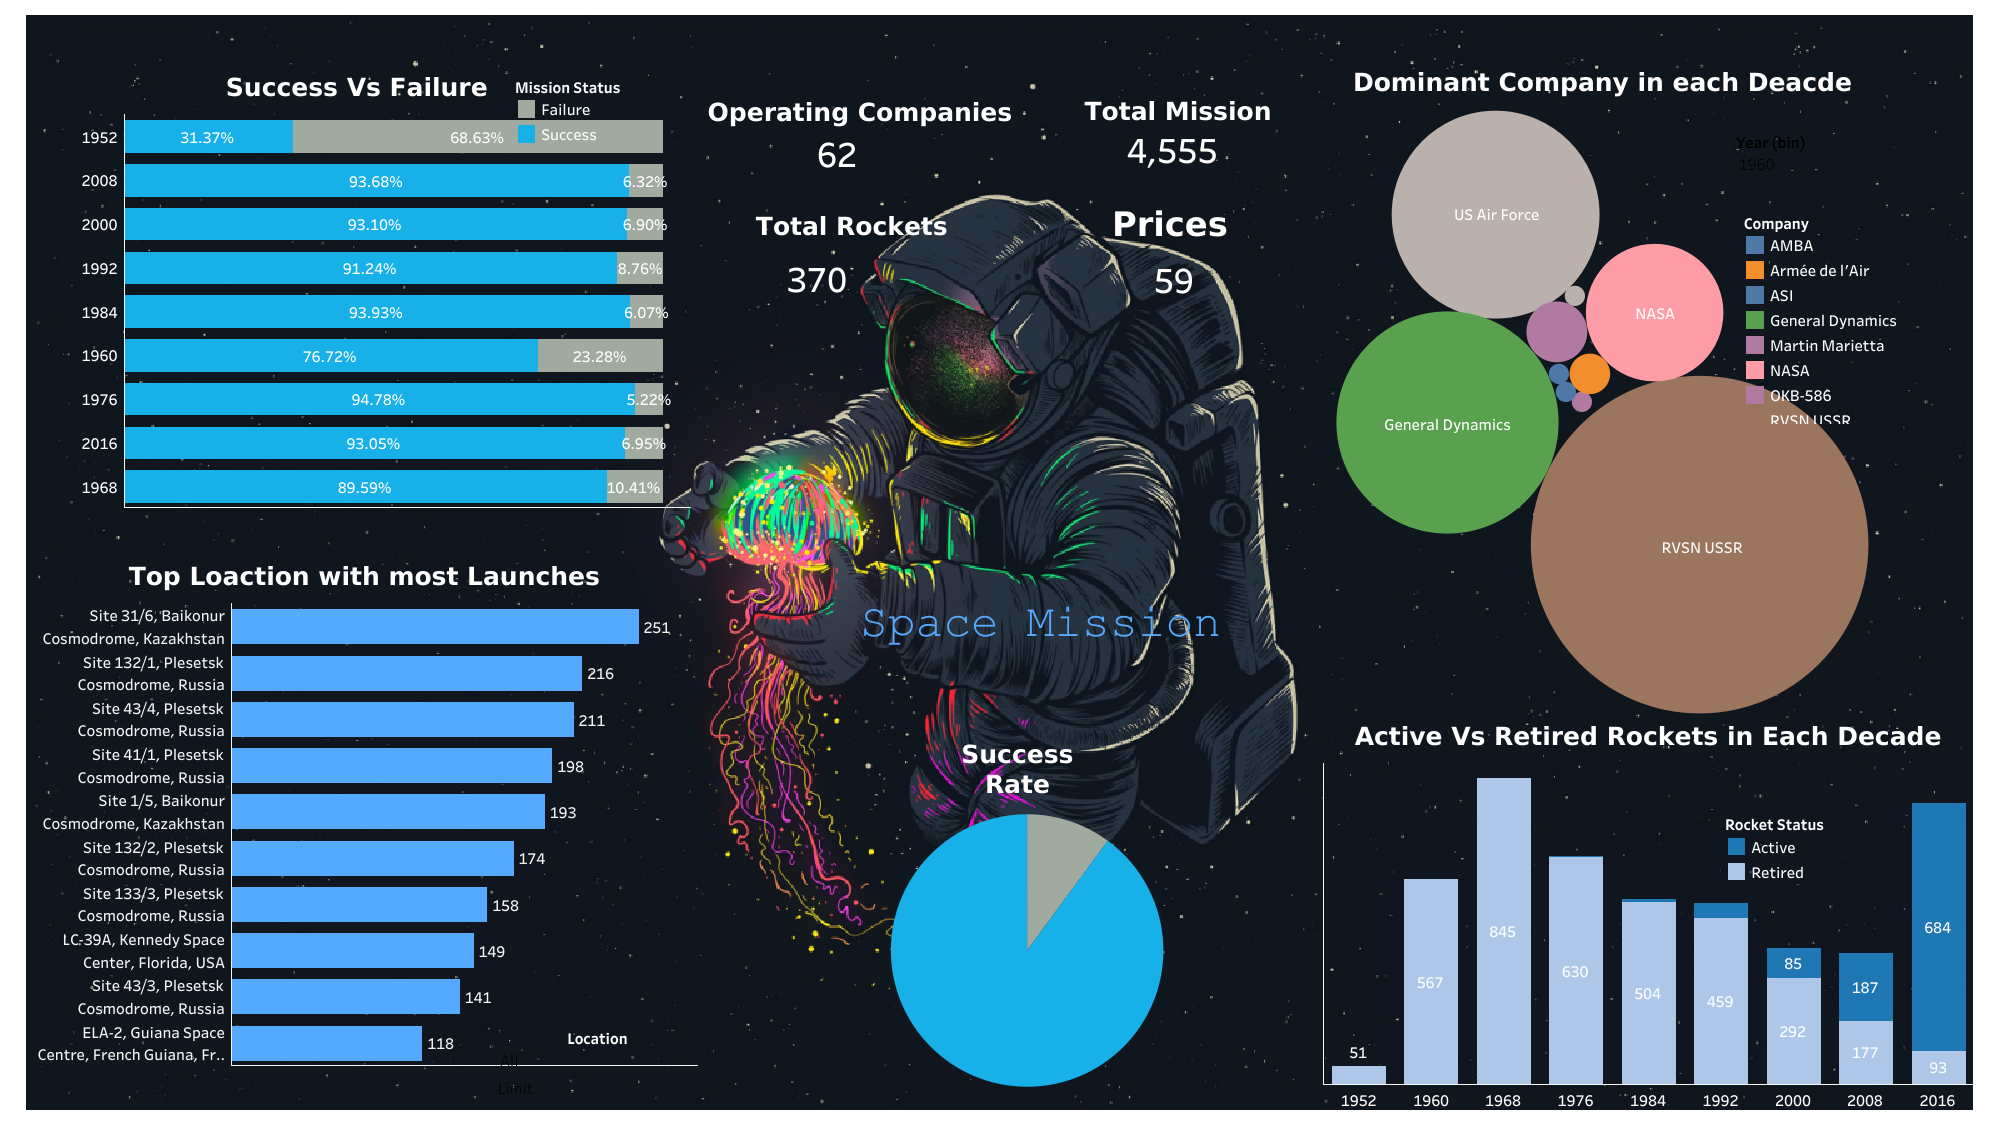 Success Vs Failure
Mission Status
Failure
Success
1952
31.37%
68.63%
2008
93.68%
6.32%
2000
93.10%
6.90%
1992
91.24%
8.76%
1984
93.93%
6.07%
1960
76.72%
23.28%
1976
94.78%
5.22%
2016
93.05%
6.95%
1968
89.59%
10.41%
Operating Companies
62
Total Mission
4,555
Total Rockets
370
Prices
59
Dominant Company in each Deacde
Year (bin)
1960
US Air Force
NASA
General Dynamics
RVSN USSR
Company
AMBA
Armée de l'Air
ASI
General Dynamics
Martin Marietta
NASA
OKB-586
RVSN USSR
Top Loaction with most Launches
Site 31/6, Baikonur
Cosmodrome, Kazakhstan
251
Site 132/1, Plesetsk
Cosmodrome, Russia
216
Site 43/4, Plesetsk
Cosmodrome, Russia
211
Site 41/1, Plesetsk
Cosmodrome, Russia
198
Site 1/5, Baikonur
Cosmodrome, Kazakhstan
193
Site 132/2, Plesetsk
Cosmodrome, Russia
174
Site 133/3, Plesetsk
Cosmodrome, Russia
158
LC-39A, Kennedy Space
Center, Florida, USA
149
Site 43/3, Plesetsk
Cosmodrome, Russia
141
ELA-2, Guiana Space
Centre, French Guiana, Fr..
118
Location
All
Limit
Space Mission
Success
Rate
Active Vs Retired Rockets in Each Decade
Rocket Status
Active
Retired
51
567
845
630
504
459
85
292
187
177
684
93
1952
1960
1968
1976
1984
1992
2000
2008
2016